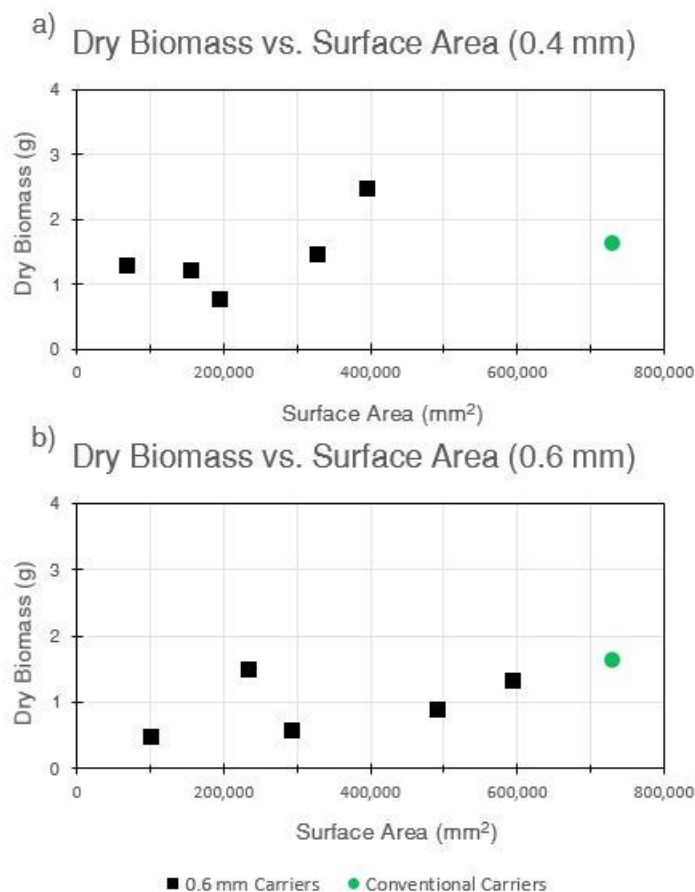 a)
Dry Biomass vs. Surface Area (0.4 mm)
4
3
2
1
0
Dry Biomass (g)
0 200,000 400,000 600,000 800,000
Surface Area (mm²)
b)
Dry Biomass vs. Surface Area (0.6 mm)
4
3
2
1
0
Dry Biomass (g)
0 200,000 400,000 600,000 800,000
Surface Area (mm²)
0.6 mm Carriers Conventional Carriers